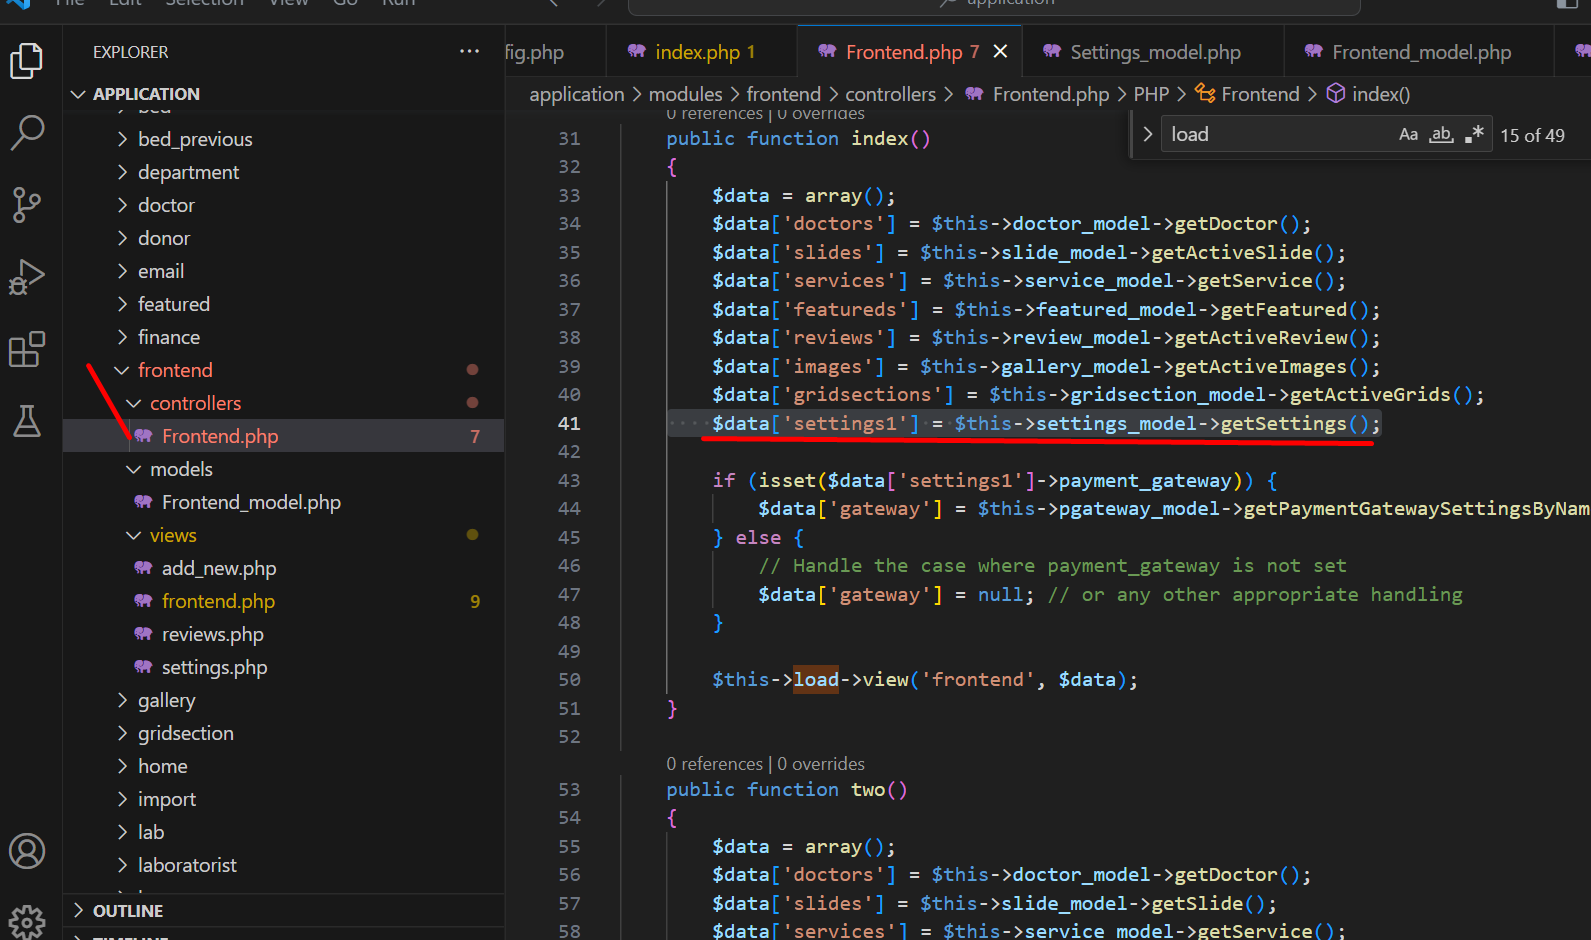 File Edit Selection View Go Run
application
EXPLORER
fig.php
index.php 1
Frontend.php 7
Settings_model.php
Frontend_model.php
APPLICATION
application > modules > frontend > controllers > Frontend.php > PHP > Frontend > index()
load
Aa ab, .*
15 of 49
bed
bed_previous
department
doctor
donor
email
featured
finance
frontend
controllers
Frontend.php 7
models
Frontend_model.php
views
add_new.php
frontend.php 9
reviews.php
settings.php
gallery
gridsection
home
import
lab
laboratorist
OUTLINE
TIMELINE
0 references | 0 overrides
31 public function index()
32 {
33 $data = array();
34 $data['doctors'] = $this->doctor_model->getDoctor();
35 $data['slides'] = $this->slide_model->getActiveSlide();
36 $data['services'] = $this->service_model->getService();
37 $data['featureds'] = $this->featured_model->getFeatured();
38 $data['reviews'] = $this->review_model->getActiveReview();
39 $data['images'] = $this->gallery_model->getActiveImages();
40 $data['gridsections'] = $this->gridsection_model->getActiveGrids();
41 $data['settings1'] = $this->settings_model->getSettings();
42
43 if (isset($data['settings1']->payment_gateway)) {
44 $data['gateway'] = $this->pgateway_model->getPaymentGatewaySettingsByNam
45 } else {
46 // Handle the case where payment_gateway is not set
47 $data['gateway'] = null; // or any other appropriate handling
48 }
49
50 $this->load->view('frontend', $data);
51 }
52
0 references | 0 overrides
53 public function two()
54 {
55 $data = array();
56 $data['doctors'] = $this->doctor_model->getDoctor();
57 $data['slides'] = $this->slide_model->getSlide();
58 $data['services'] = $this->service_model->getService();